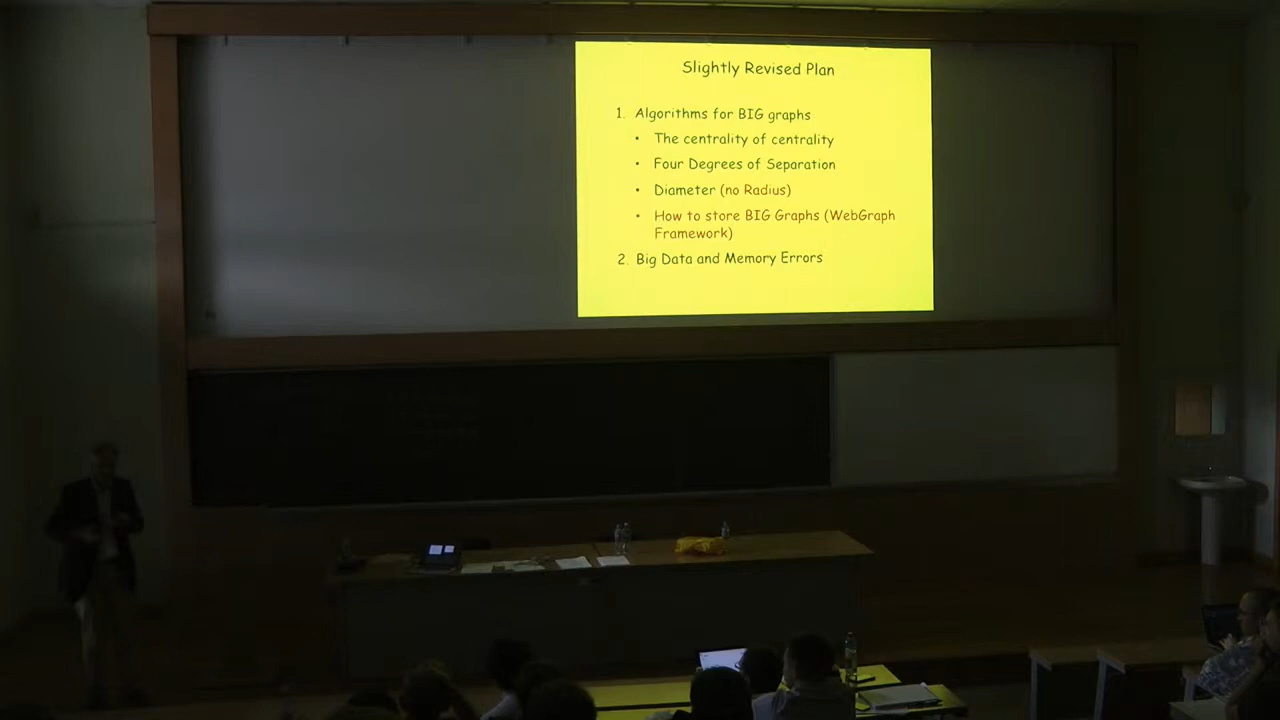 Slightly Revised Plan
1. Algorithms for BIG graphs
• The centrality of centrality
• Four Degrees of Separation
• Diameter (no Radius)
• How to store BIG Graphs (WebGraph
Framework)
2. Big Data and Memory Errors